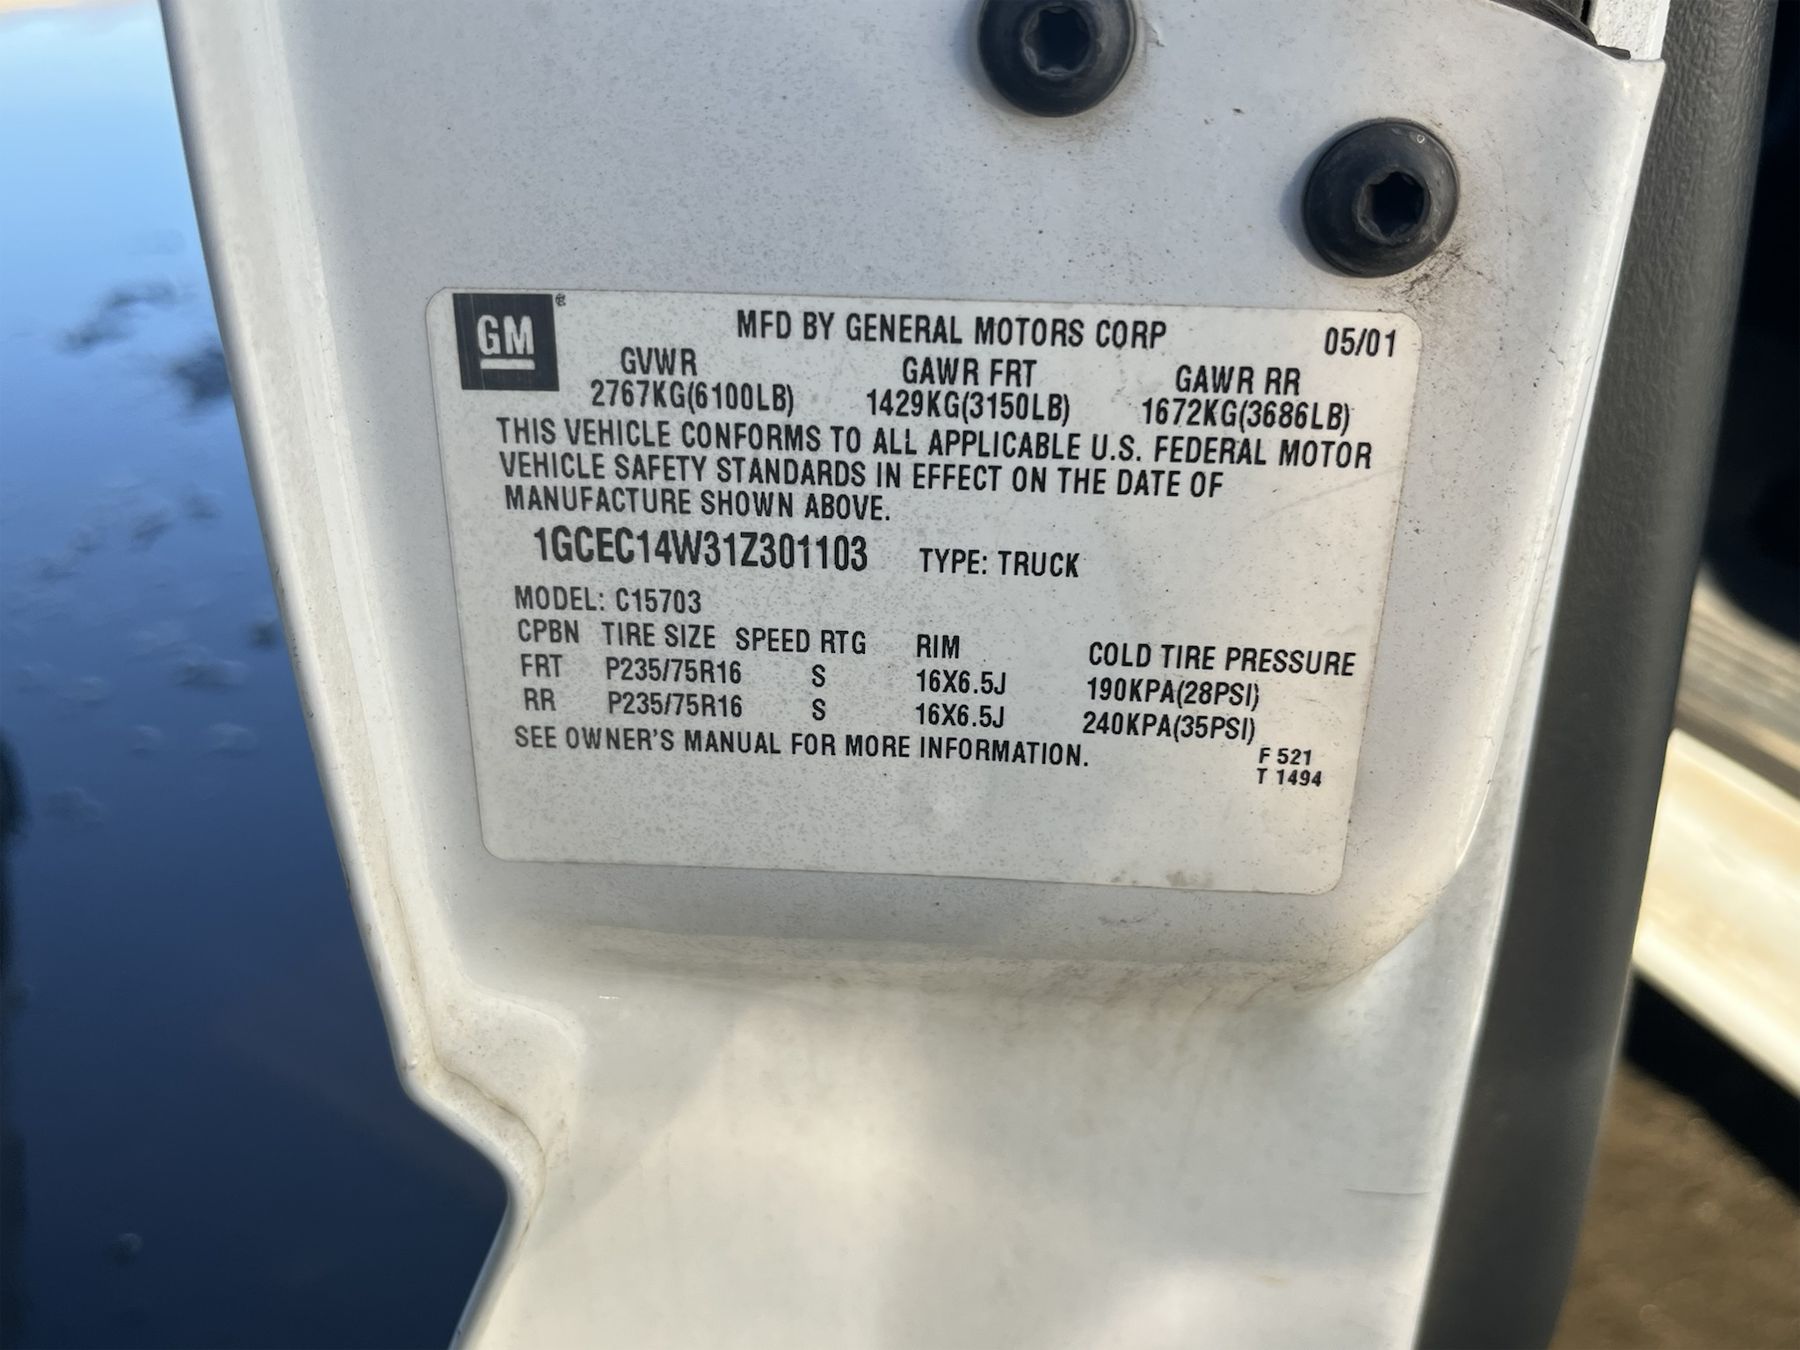 GM® MFD BY GENERAL MOTORS CORP 05/01
GVWR GAWR FRT GAWR RR
2767KG(6100LB) 1429KG(3150LB) 1672KG(3686LB)
THIS VEHICLE CONFORMS TO ALL APPLICABLE U.S. FEDERAL MOTOR
VEHICLE SAFETY STANDARDS IN EFFECT ON THE DATE OF
MANUFACTURE SHOWN ABOVE.
1GCEC14W31Z301103 TYPE: TRUCK
MODEL: C15703
CPBN TIRE SIZE SPEED RTG RIM COLD TIRE PRESSURE
FRT P235/75R16 S 16X6.5J 190KPA(28PSI)
RR P235/75R16 S 16X6.5J 240KPA(35PSI)
SEE OWNER'S MANUAL FOR MORE INFORMATION.
F 521
T 1494